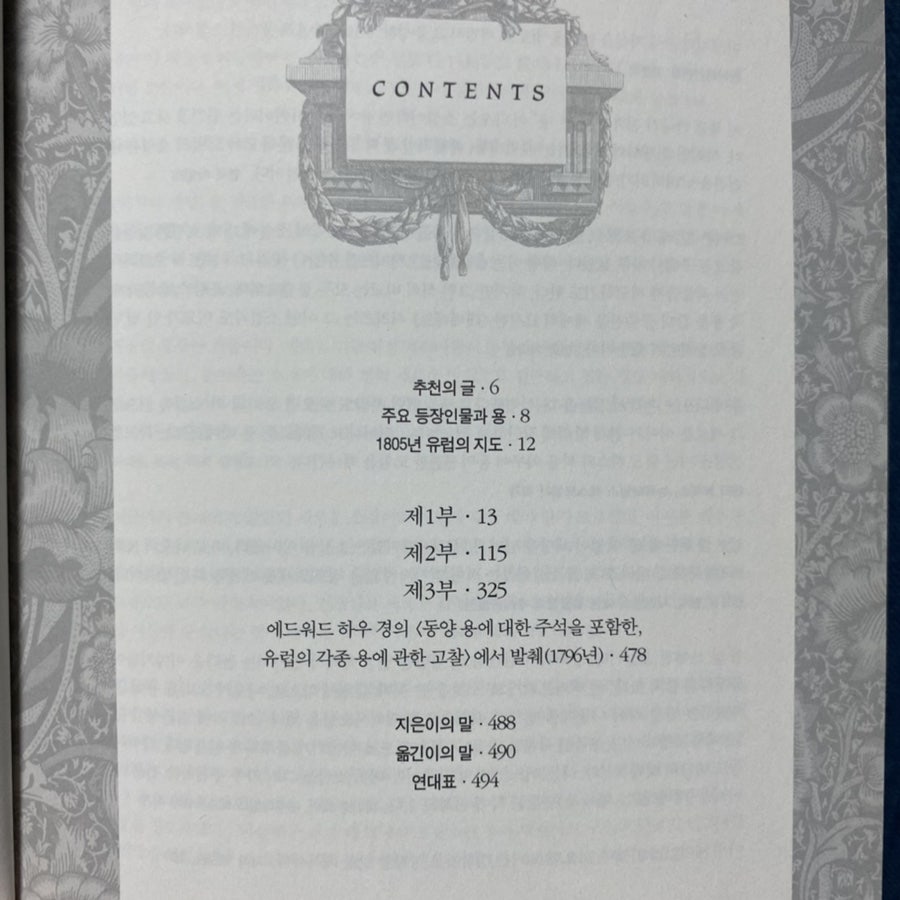 CONTENTS
추천의 글 · 6
주요 등장인물과 용 · 8
1805년 유럽의 지도 · 12
제1부 · 13
제2부 · 115
제3부 · 325
에드워드 하우 경의 〈동양 용에 대한 주석을 포함한,
유럽의 각종 용에 관한 고찰〉에서 발췌(1796년) · 478
지은이의 말 · 488
옮긴이의 말 · 490
연대표 · 494